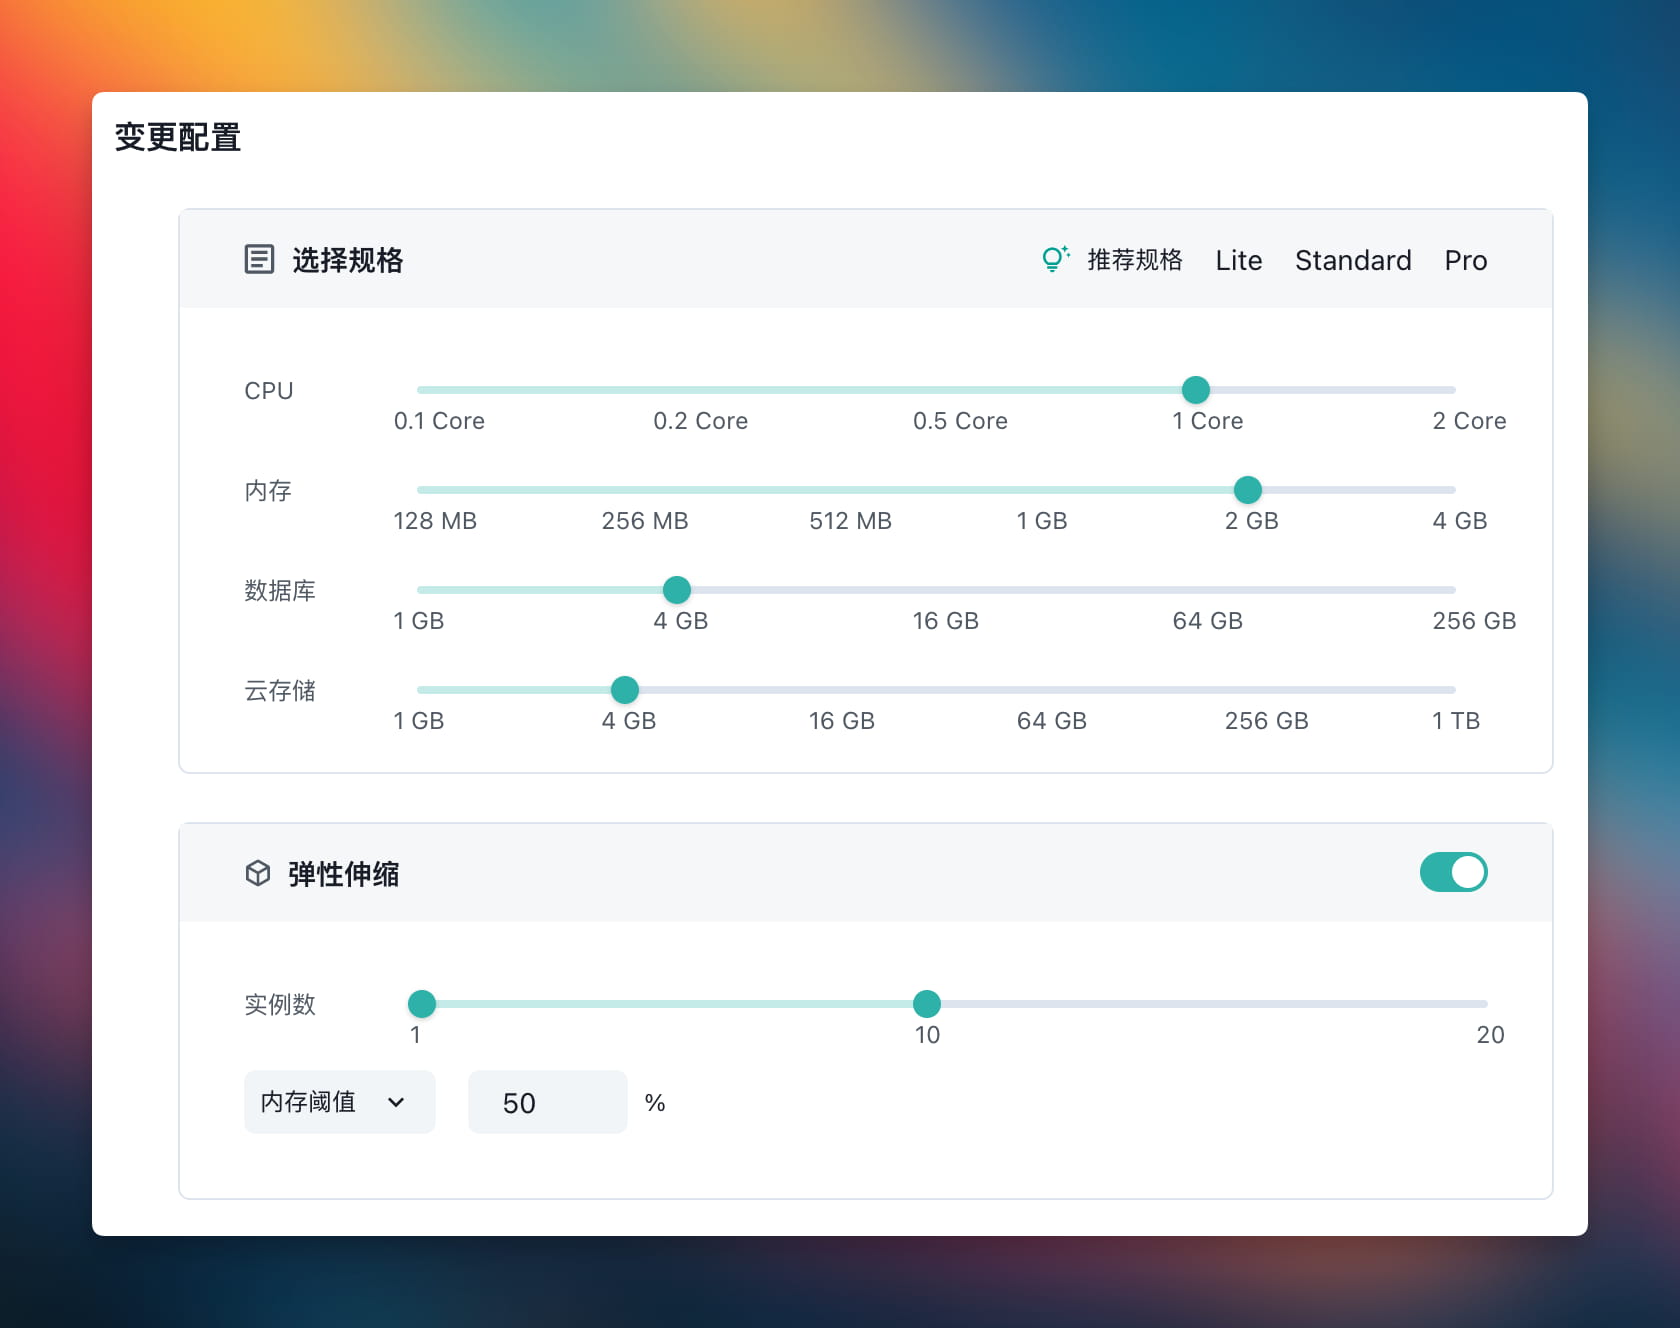 变更配置
选择规格 推荐规格 Lite Standard Pro
CPU
0.1 Core 0.2 Core 0.5 Core 1 Core 2 Core
内存
128 MB 256 MB 512 MB 1 GB 2 GB 4 GB
数据库
1 GB 4 GB 16 GB 64 GB 256 GB
云存储
1 GB 4 GB 16 GB 64 GB 256 GB 1 TB
弹性伸缩
实例数
1 10 20
内存阈值 50 %